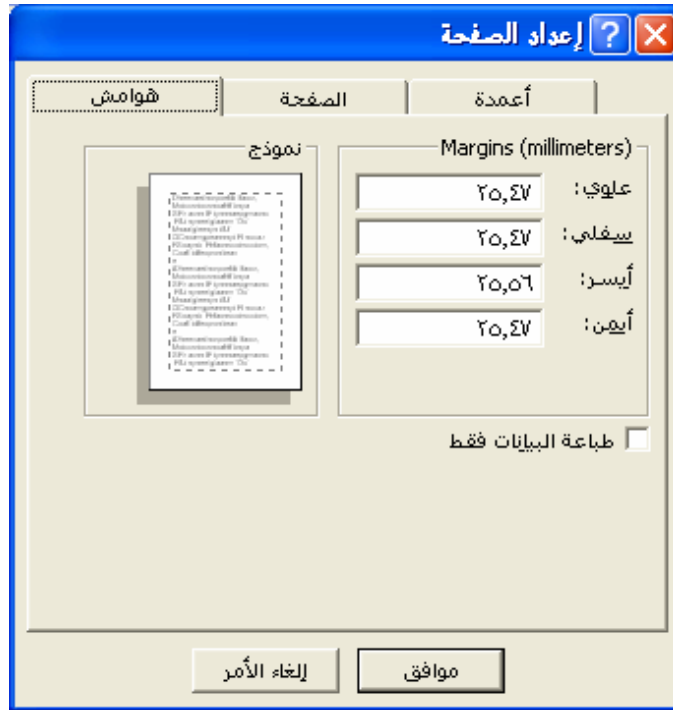 إعداد الصفحة
هوامش الصفحة أعمدة
Margins (millimeters)
علوي: ٢٥,٤٧
سفلي: ٢٥,٤٧
أيسر: ٢٥,٥٦
أيمن: ٢٥,٤٧
نموذج
طباعة البيانات فقط
موافق إلغاء الأمر